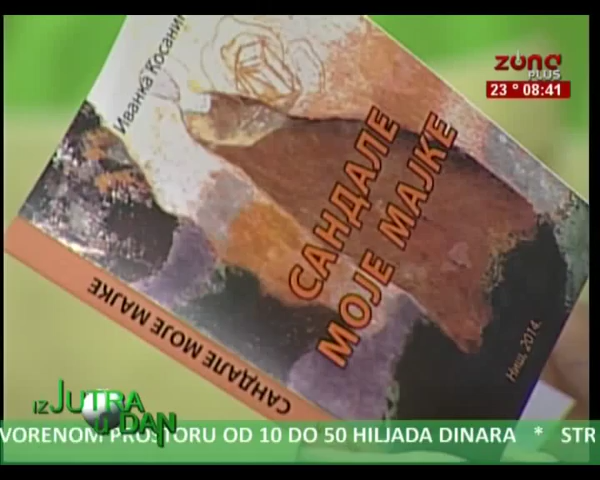 Иванка Косанић
САНДАЛЕ
МОЈЕ МАЈКЕ
Ниш, 2014.
САНДАЛЕ МОЈЕ МАЈКЕ
zona
PLUS
23 ° 08:41
IZ JUTRA
U DAN
VORENOM PROSTORU OD 10 DO 50 HILJADA DINARA * STR